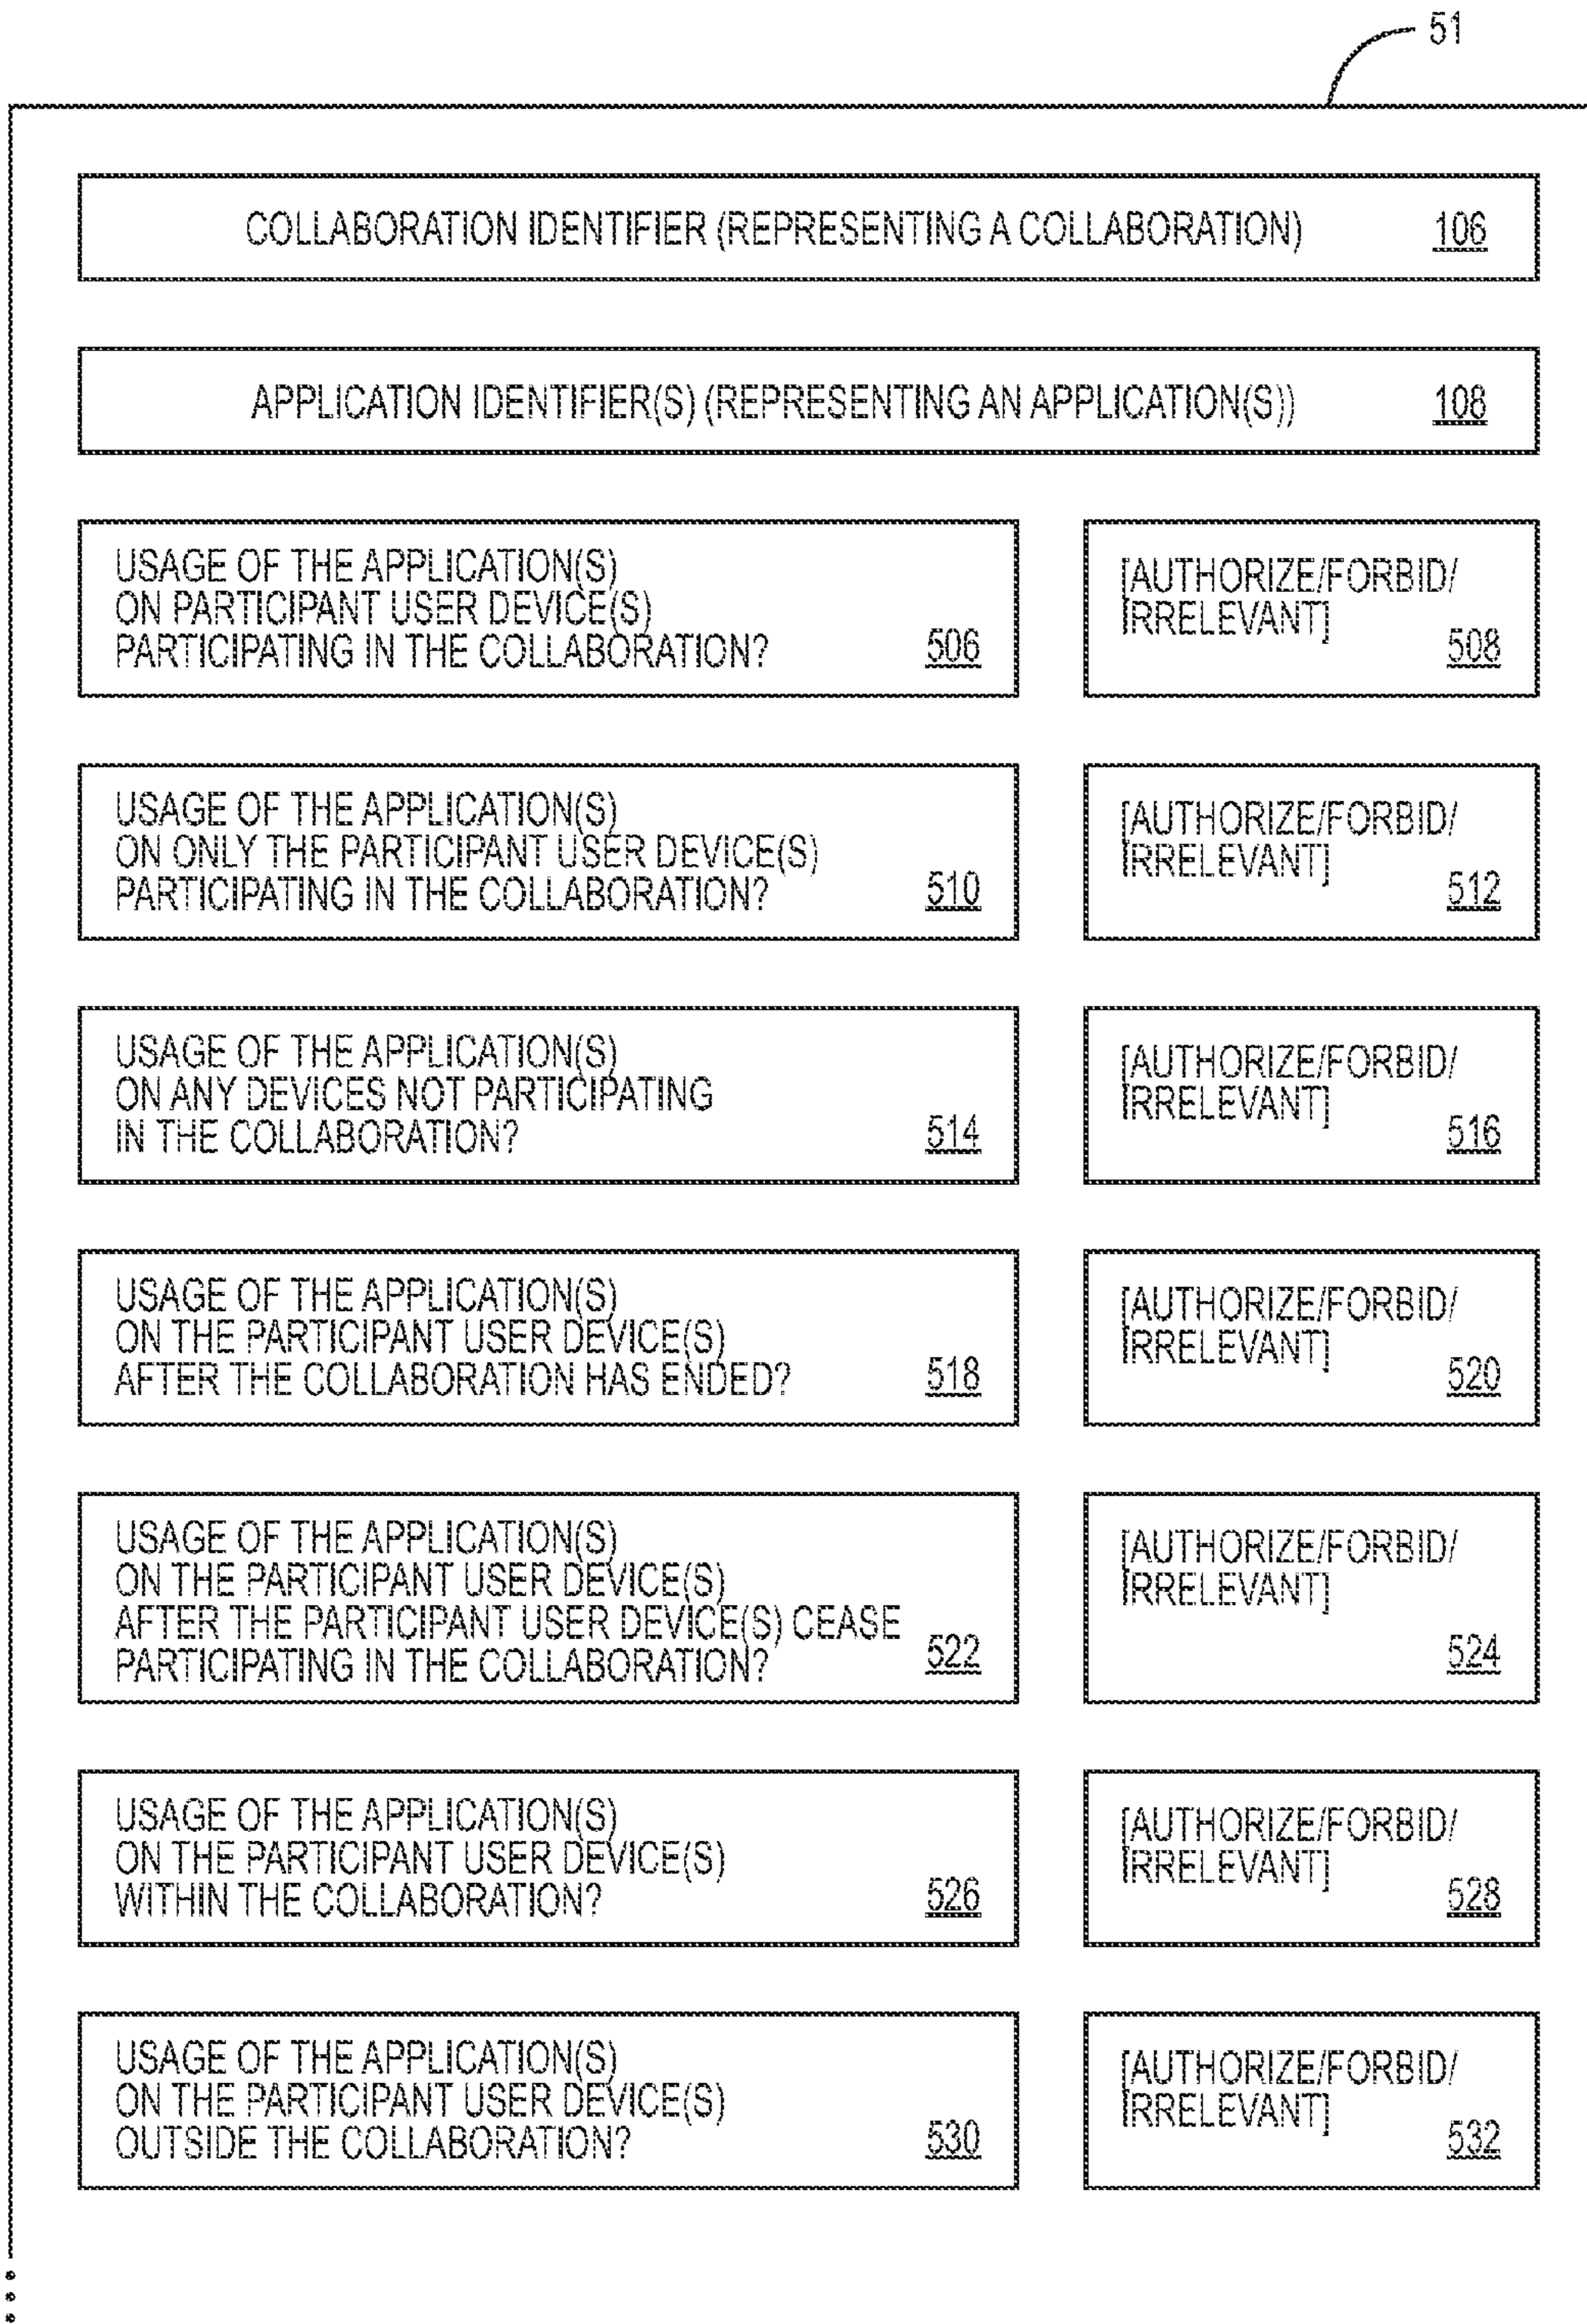 51
COLLABORATION IDENTIFIER (REPRESENTING A COLLABORATION) 106
APPLICATION IDENTIFIER(S) (REPRESENTING AN APPLICATION(S)) 108
USAGE OF THE APPLICATION(S)
ON PARTICIPANT USER DEVICE(S)
PARTICIPATING IN THE COLLABORATION? 506
[AUTHORIZE/FORBID/
IRRELEVANT]
508
USAGE OF THE APPLICATION(S)
ON ONLY THE PARTICIPANT USER DEVICE(S)
PARTICIPATING IN THE COLLABORATION? 510
[AUTHORIZE/FORBID/
IRRELEVANT]
512
USAGE OF THE APPLICATION(S)
ON ANY DEVICES NOT PARTICIPATING
IN THE COLLABORATION? 514
[AUTHORIZE/FORBID/
IRRELEVANT]
516
USAGE OF THE APPLICATION(S)
ON THE PARTICIPANT USER DEVICE(S)
AFTER THE COLLABORATION HAS ENDED? 518
[AUTHORIZE/FORBID/
IRRELEVANT]
520
USAGE OF THE APPLICATION(S)
ON THE PARTICIPANT USER DEVICE(S)
AFTER THE PARTICIPANT USER DEVICE(S) CEASE
PARTICIPATING IN THE COLLABORATION? 522
[AUTHORIZE/FORBID/
IRRELEVANT]
524
USAGE OF THE APPLICATION(S)
ON THE PARTICIPANT USER DEVICE(S)
WITHIN THE COLLABORATION? 526
[AUTHORIZE/FORBID/
IRRELEVANT]
528
USAGE OF THE APPLICATION(S)
ON THE PARTICIPANT USER DEVICE(S)
OUTSIDE THE COLLABORATION? 530
[AUTHORIZE/FORBID/
IRRELEVANT]
532